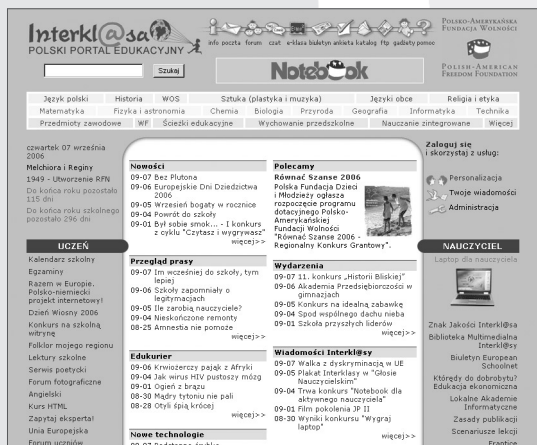 Interkl@sa
POLSKI PORTAL EDUKACYJNY
info poczta forum czat e-klasa biuletyn ankieta katalog ftp gadżety pomoc
Polsko-Amerykańska
Fundacja Wolności
Szukaj
Notebook
Polish-American
Freedom Foundation
Język polski Historia WOS Sztuka (plastyka i muzyka) Języki obce Religia i etyka
Matematyka Fizyka i astronomia Chemia Biologia Przyroda Geografia Informatyka Technika
Przedmioty zawodowe WF Ścieżki edukacyjne Wychowanie przedszkolne Nauczanie zintegrowane Więcej
czwartek 07 września
2006
Melchiora i Reginy
1949 - Utworzenie RFN
Do końca roku pozostało
115 dni
Do końca roku szkolnego
pozostało 296 dni
UCZEŃ
Kalendarz szkolny
Egzaminy
Razem w Europie.
Polsko-niemiecki
projekt internetowy!
Dzień Wiosny 2006
Konkurs na szkolną
witrynę
Folklor mojego regionu
Lektury szkolne
Serwis poetycki
Forum fotograficzne
Angielski
Kurs HTML
Zapytaj eksperta!
Unia Europejska
Forum uczniów
Nowości
09-07 Bez Plutona
09-06 Europejskie Dni Dziedzictwa
2006
09-05 Wrzesień bogaty w rocznice
09-04 Powrót do szkoły
09-01 Był sobie smok... - I konkurs
z cyklu "Czytasz i wygrywasz"
więcej>>
Przegląd prasy
09-07 Im wcześniej do szkoły, tym
lepiej
09-06 Szkoły zapomniały o
legitymacjach
09-05 Ile zarobią nauczyciele?
09-04 Nieskończone remonty
08-25 Amnestia nie pomoże
więcej>>
Edukurier
09-06 Krwiożerczy pająk z Afryki
09-04 Jak wirus HIV pustoszy mózg
09-01 Ogień z brązu
08-30 Mądry tytoniu nie pali
08-28 Otyli śpią krócej
więcej>>
Nowe technologie
Polecamy
Równać Szanse 2006
Polska Fundacja Dzieci
i Młodzieży ogłasza
rozpoczęcie programu
dotacyjnego Polsko-
Amerykańskiej
Fundacji Wolności
"Równać Szanse 2006 -
Regionalny Konkurs Grantowy".
Wydarzenia
09-07 11. konkurs „Historii Bliskiej"
09-06 Akademia Przedsiębiorczości w
gimnazjach
09-05 Konkurs na idealną zabawkę
09-04 Spod wspólnego dachu nieba
09-01 Szkoła przyszłych liderów
więcej>>
Wiadomości Interkl@sy
09-07 Walka z dyskryminacją w UE
09-05 Plakat Interklasy w "Głosie
Nauczycielskim"
09-04 Trwa konkurs "Notebook dla
aktywnego nauczyciela"
09-01 Film pokolenia JP II
08-30 Wyniki konkursu "Wygraj
laptop"
więcej>>
Zaloguj się
i skorzystaj z usług:
Personalizacja
Twoje wiadomości
Administracja
NAUCZYCIEL
Laptop dla nauczyciela
Znak Jakości Interkl@sa
Biblioteka Multimedialna
Interkl@sy
Biuletyn European
Schoolnet
Którędy do dobrobytu?
Edukacja ekonomiczna
Lokalne Akademie
Informatyczne
Zasady publikacji
Scenariusze lekcji